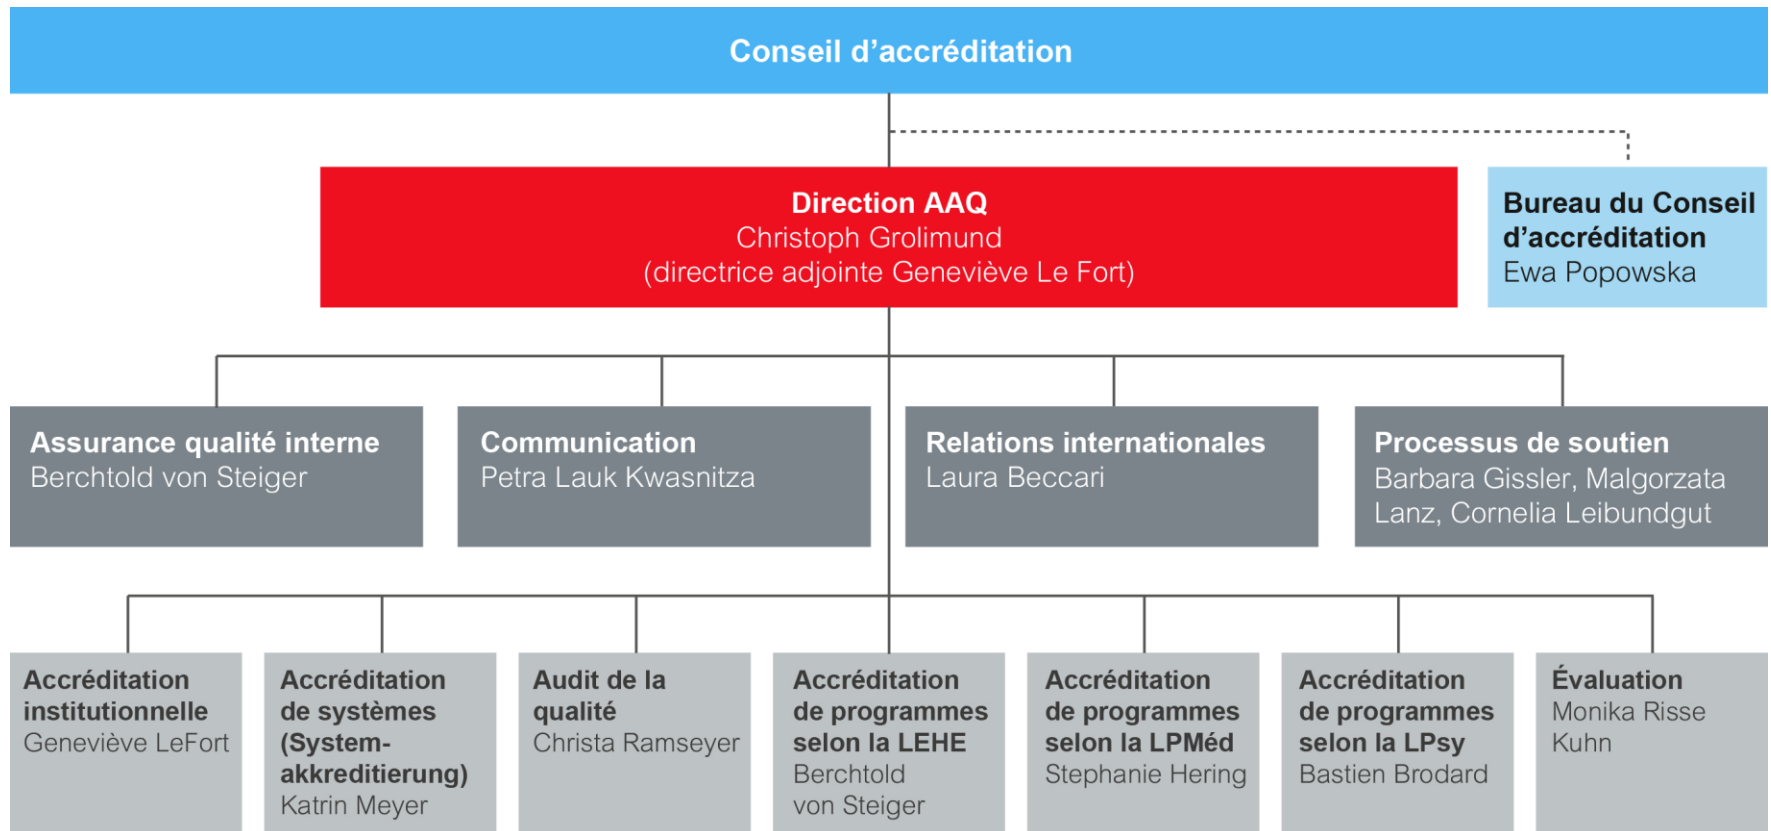 Conseil d’accréditation
Direction AAQ
Christoph Grolimund
(directrice adjointe Geneviève Le Fort)
Bureau du Conseil
d’accréditation
Ewa Popowska
Assurance qualité interne
Berchtold von Steiger
Communication
Petra Lauk Kwasnitza
Relations internationales
Laura Beccari
Processus de soutien
Barbara Gissler, Malgorzata
Lanz, Cornelia Leibundgut
Accréditation
institutionnelle
Geneviève LeFort
Accréditation
de systèmes
(System-
akkreditierung)
Katrin Meyer
Audit de la
qualité
Christa Ramseyer
Accréditation
de programmes
selon la LEHE
Berchtold
von Steiger
Accréditation
de programmes
selon la LPMéd
Stephanie Hering
Accréditation
de programmes
selon la LPsy
Bastien Brodard
Évaluation
Monika Risse
Kuhn